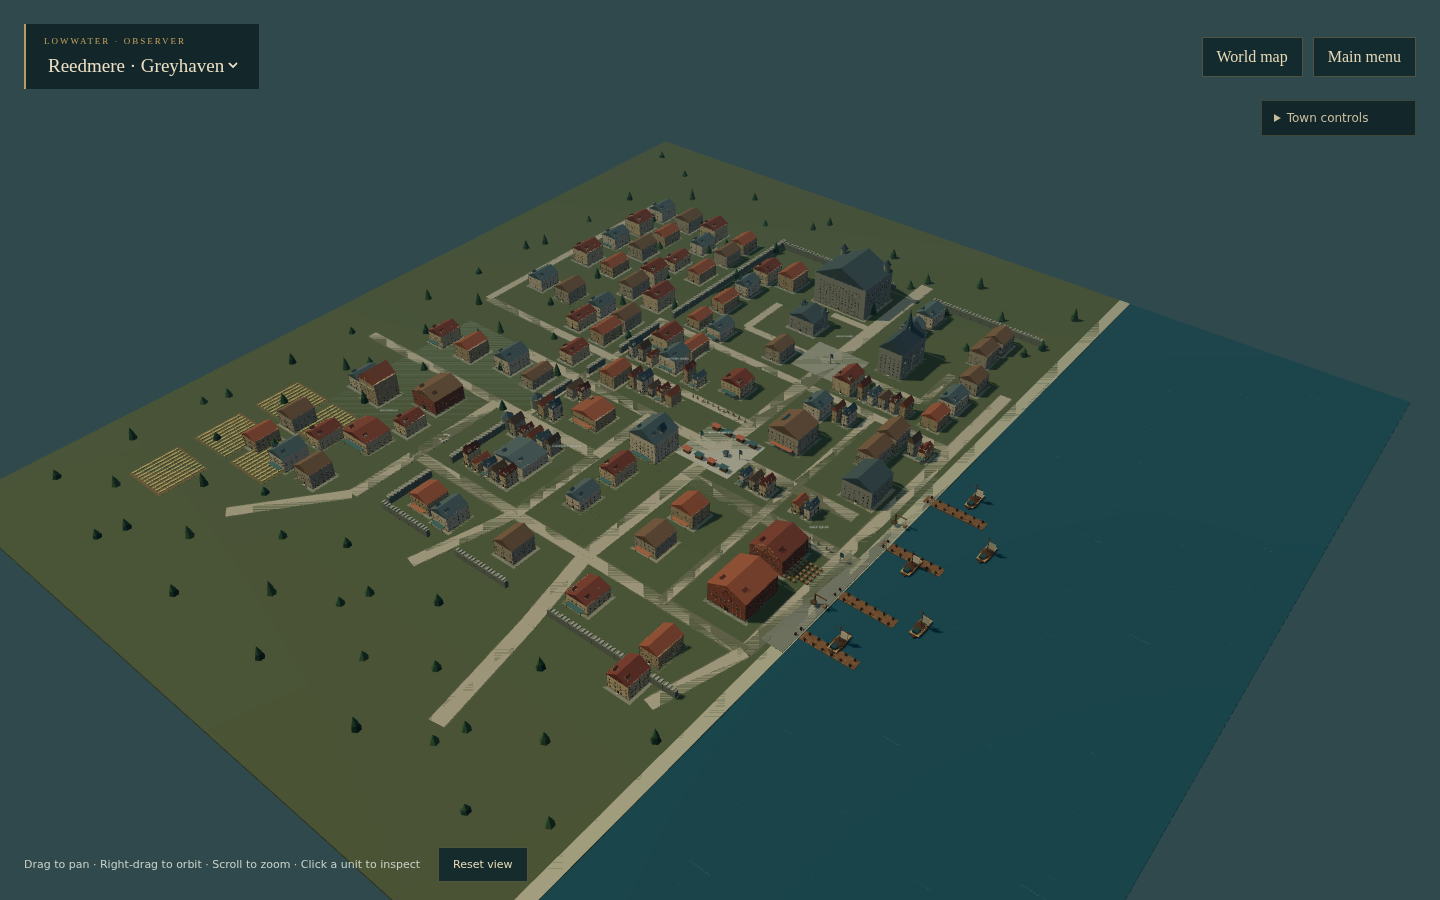 LOWWATER · OBSERVER
Reedmere · Greyhaven
World map
Main menu
Town controls
Drag to pan · Right-drag to orbit · Scroll to zoom · Click a unit to inspect
Reset view